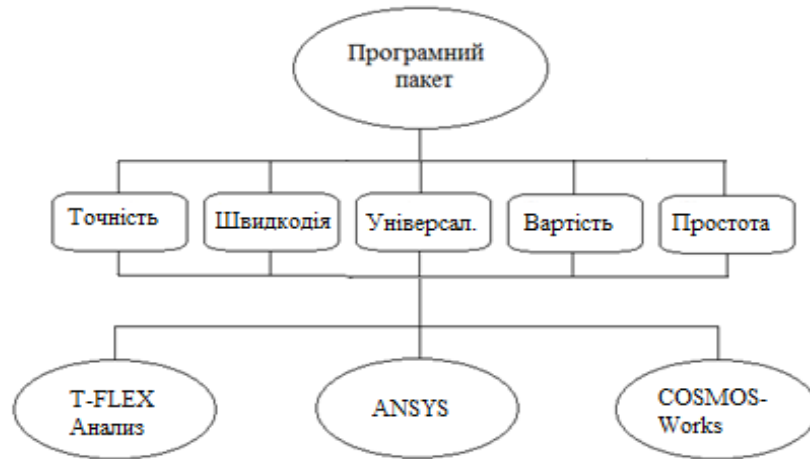 Програмний
пакет
Точність
Швидкодія
Універсал.
Вартість
Простота
T-FLEX
Анализ
ANSYS
COSMOS-
Works